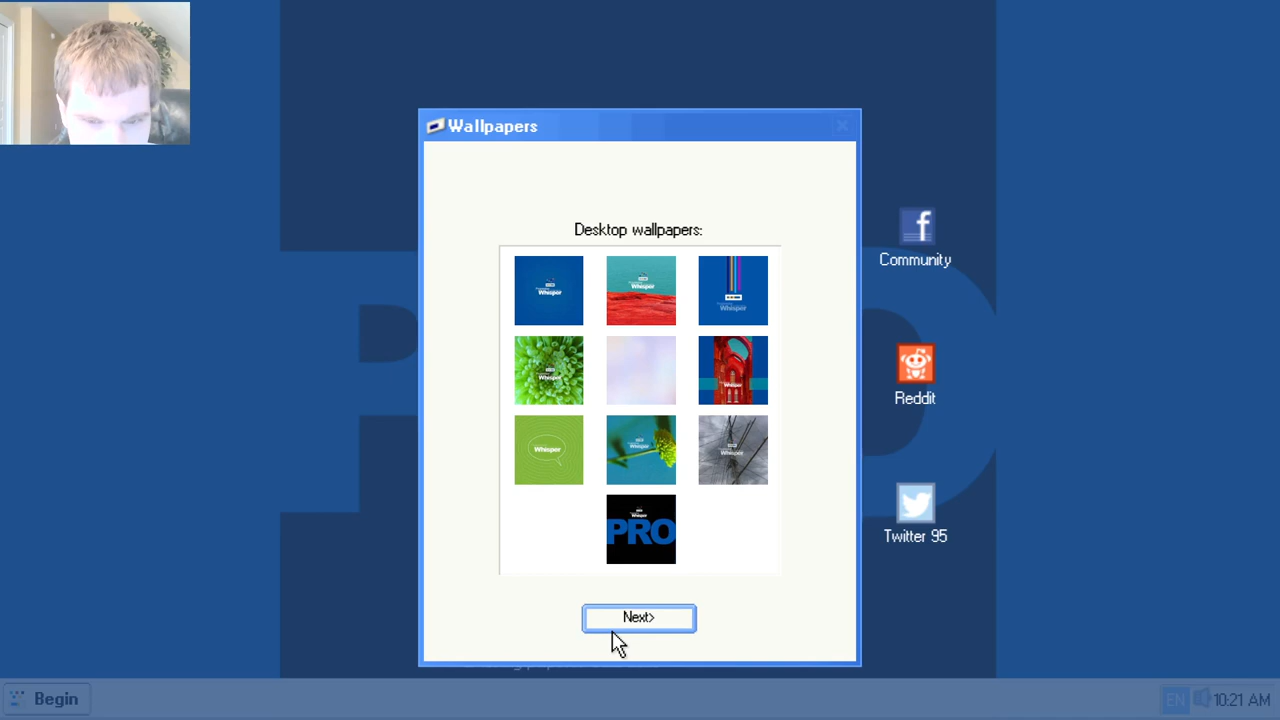 Wallpapers
Desktop wallpapers:
Whisper
Whisper
Whisper
Whisper
Whisper
Whisper
Whisper
Whisper
Whisper
PRO
Next>
Community
Reddit
Twitter 95
Begin
EN
10:21 AM